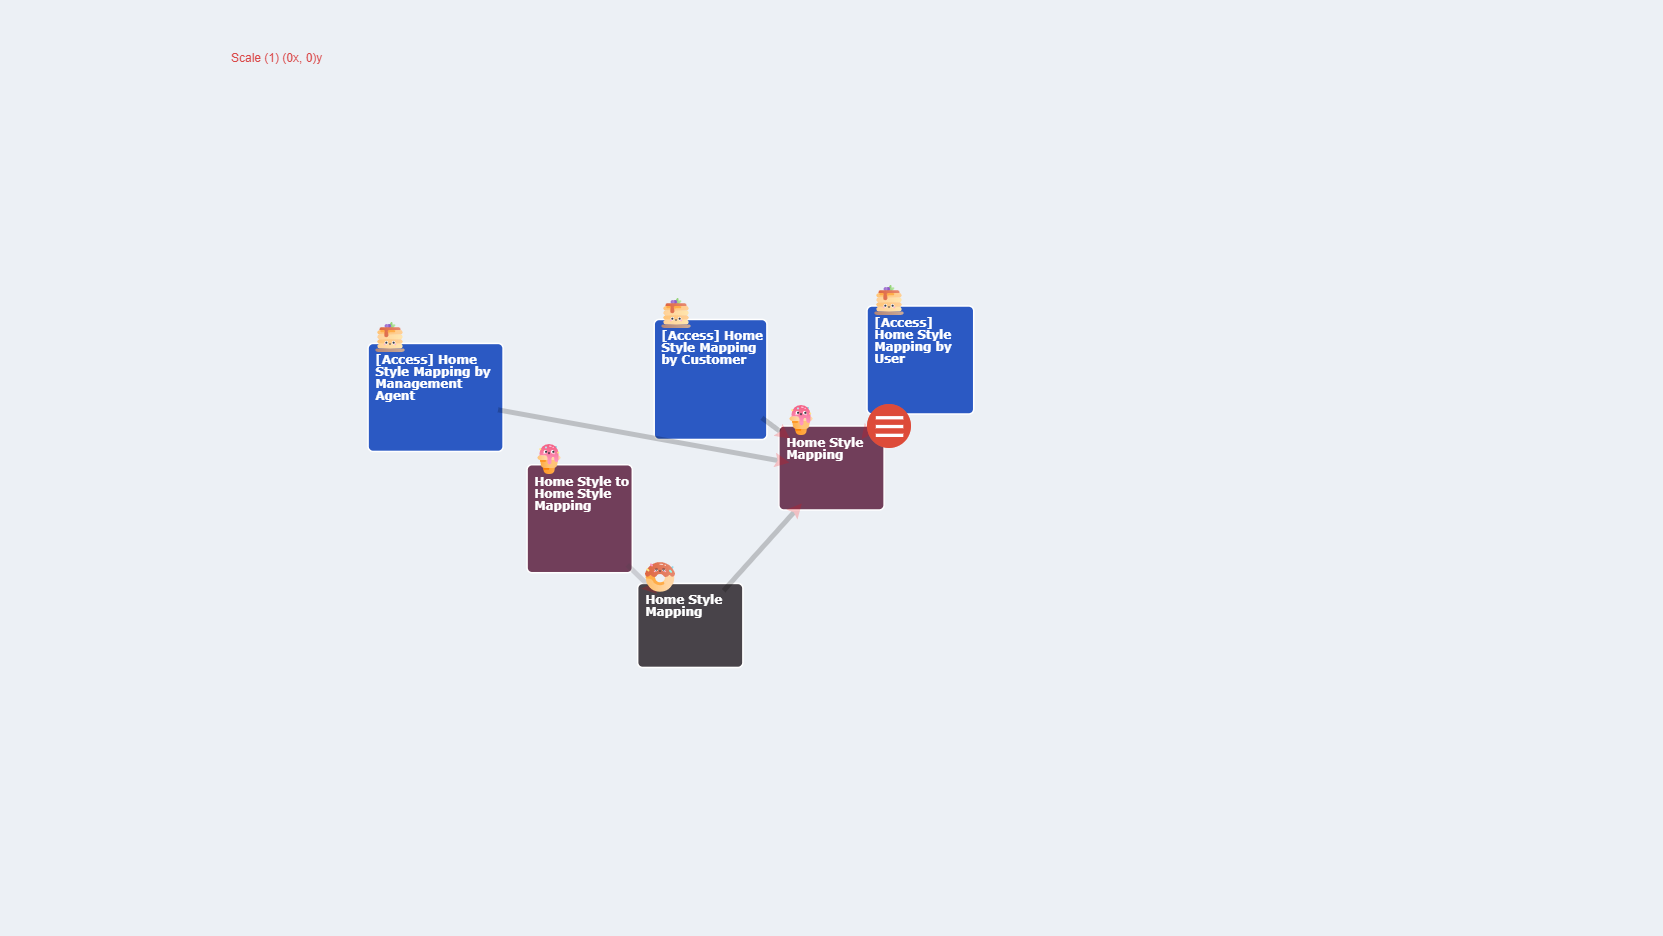 Scale (1) (0x, 0)y
[Access]
Home Style
Mapping by
User
[Access] Home
Style Mapping
by Customer
[Access] Home
Style Mapping by
Management
Agent
Home Style
Mapping
Home Style to
Home Style
Mapping
Home Style
Mapping